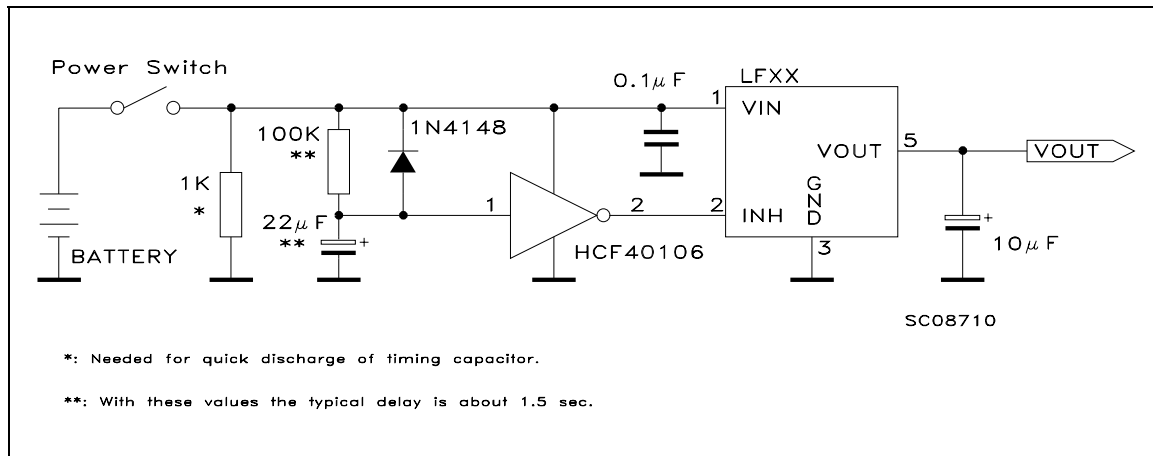 Power Switch
0.1µF
LFXX
1
VIN
100K
**
1N4148
VOUT
5
VOUT
1K
*
GND
22µF
**
+
1
2
2
INH
3
+
10µF
BATTERY
HCF40106
SC08710
*: Needed for quick discharge of timing capacitor.
**: With these values the typical delay is about 1.5 sec.